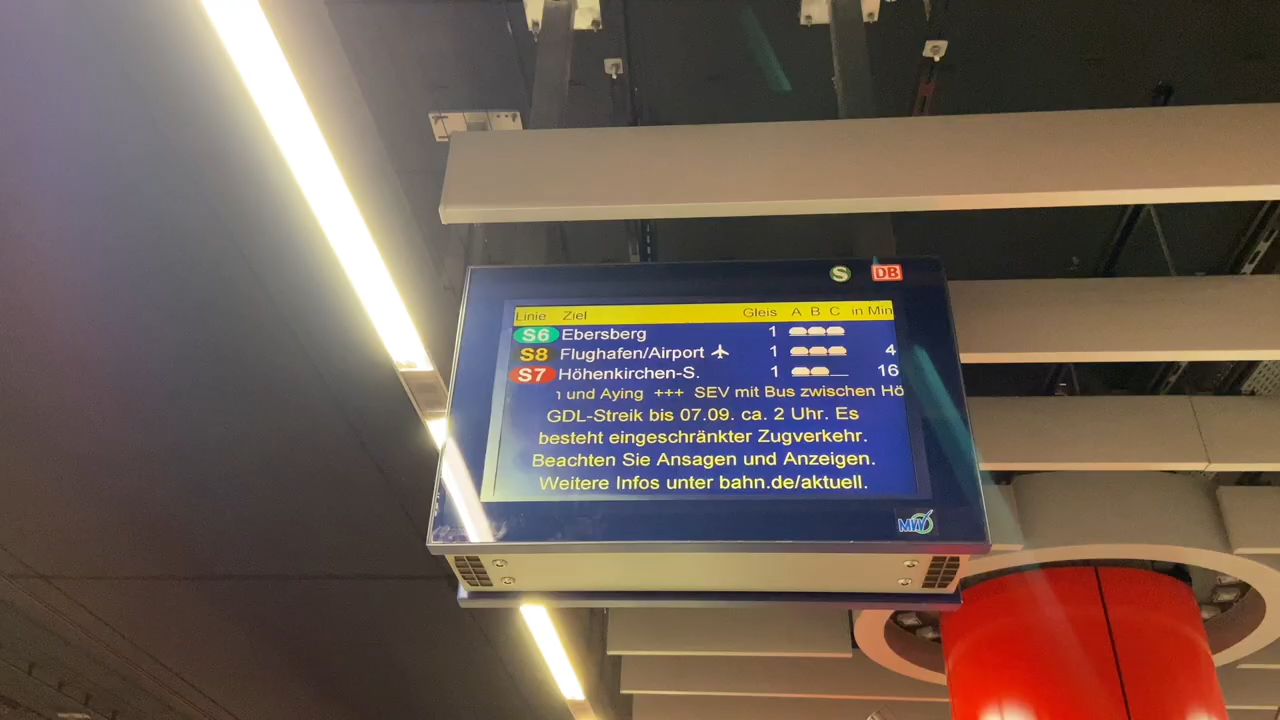 S DB
Linie Ziel Gleis A B C in Min
S6 Ebersberg 1
S8 Flughafen/Airport 1 4
S7 Höhenkirchen-S. 1 16
und Aying +++ SEV mit Bus zwischen Hö
GDL-Streik bis 07.09. ca. 2 Uhr. Es
besteht eingeschränkter Zugverkehr.
Beachten Sie Ansagen und Anzeigen.
Weitere Infos unter bahn.de/aktuell.
MVV